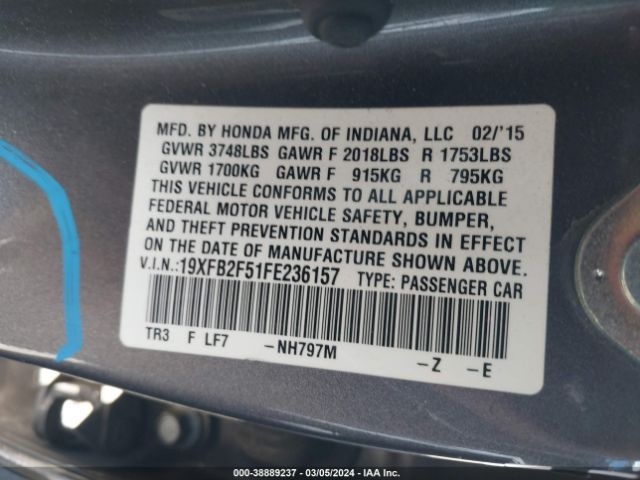 MFD. BY HONDA MFG. OF INDIANA, LLC 02/'15
GVWR 3748LBS GAWR F 2018LBS R 1753LBS
GVWR 1700KG GAWR F 915KG R 795KG
THIS VEHICLE CONFORMS TO ALL APPLICABLE
FEDERAL MOTOR VEHICLE SAFETY, BUMPER,
AND THEFT PREVENTION STANDARDS IN EFFECT
ON THE DATE OF MANUFACTURE SHOWN ABOVE.
V.I.N.:19XFB2F51FE236157 TYPE: PASSENGER CAR
TR3 F LF7 -NH797M -Z -E
000-38889237 - 03/05/2024 - IAA Inc.